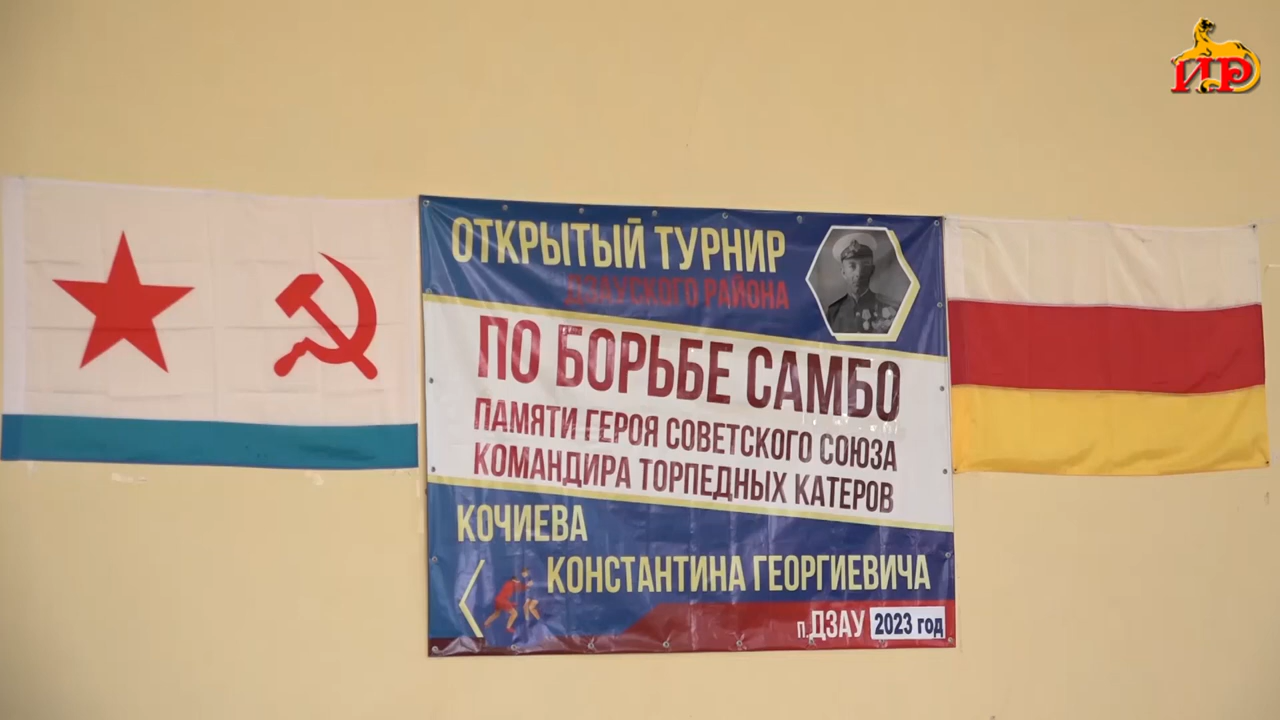 ИР
ОТКРЫТЫЙ ТУРНИР
ДЗАУСКОГО РАЙОНА
ПО БОРЬБЕ САМБО
ПАМЯТИ ГЕРОЯ СОВЕТСКОГО СОЮЗА
КОМАНДИРА ТОРПЕДНЫХ КАТЕРОВ
КОЧИЕВА
КОНСТАНТИНА ГЕОРГИЕВИЧА
п.ДЗАУ 2023 год